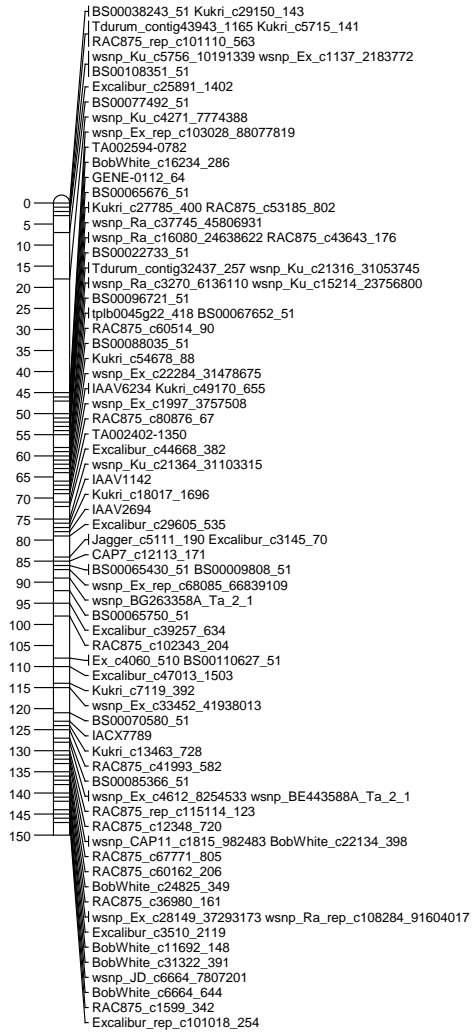 BS00038243_51 Kukri_c29150_143
Tdurum_contig43943_1165 Kukri_c5715_141
RAC875_rep_c101110_563
wsnp_Ku_c5756_10191339 wsnp_Ex_c1137_2183772
BS00108351_51
Excalibur_c25891_1402
BS00077492_51
wsnp_Ku_c4271_7774388
wsnp_Ex_rep_c103028_88077819
TA002594-0782
BobWhite_c16234_286
GENE-0112_64
BS00065676_51
Kukri_c27785_400 RAC875_c53185_802
wsnp_Ra_c37745_45806931
wsnp_Ra_c16080_24638622 RAC875_c43643_176
BS00022733_51
Tdurum_contig32437_257 wsnp_Ku_c21316_31053745
wsnp_Ra_c3270_6136110 wsnp_Ku_c15214_23756800
BS00096721_51
tplb0045g22_418 BS00067652_51
RAC875_c60514_90
BS00088035_51
Kukri_c54678_88
wsnp_Ex_c22284_31478675
IAAV6234 Kukri_c49170_655
wsnp_Ex_c1997_3757508
RAC875_c80876_67
TA002402-1350
Excalibur_c44668_382
wsnp_Ku_c21364_31103315
IAAV1142
Kukri_c18017_1696
IAAV2694
Excalibur_c29605_535
Jagger_c5111_190 Excalibur_c3145_70
CAP7_c12113_171
BS00065430_51 BS00009808_51
wsnp_Ex_rep_c68085_66839109
wsnp_BG263358A_Ta_2_1
BS00065750_51
Excalibur_c39257_634
RAC875_c102343_204
Ex_c4060_510 BS00110627_51
Excalibur_c47013_1503
Kukri_c7119_392
wsnp_Ex_c33452_41938013
BS00070580_51
IACX7789
Kukri_c13463_728
RAC875_c41993_582
BS00085366_51
wsnp_Ex_c4612_8254533 wsnp_BE443588A_Ta_2_1
RAC875_rep_c115114_123
RAC875_c12348_720
wsnp_CAP11_c1815_982483 BobWhite_c22134_398
RAC875_c67771_805
RAC875_c60162_206
BobWhite_c24825_349
RAC875_c36980_161
wsnp_Ex_c28149_37293173 wsnp_Ra_rep_c108284_91604017
Excalibur_c3510_2119
BobWhite_c11692_148
BobWhite_c31322_391
wsnp_JD_c6664_7807201
BobWhite_c6664_644
RAC875_c1599_342
Excalibur_rep_c101018_254
0
5
10
15
20
25
30
35
40
45
50
55
60
65
70
75
80
85
90
95
100
105
110
115
120
125
130
135
140
145
150